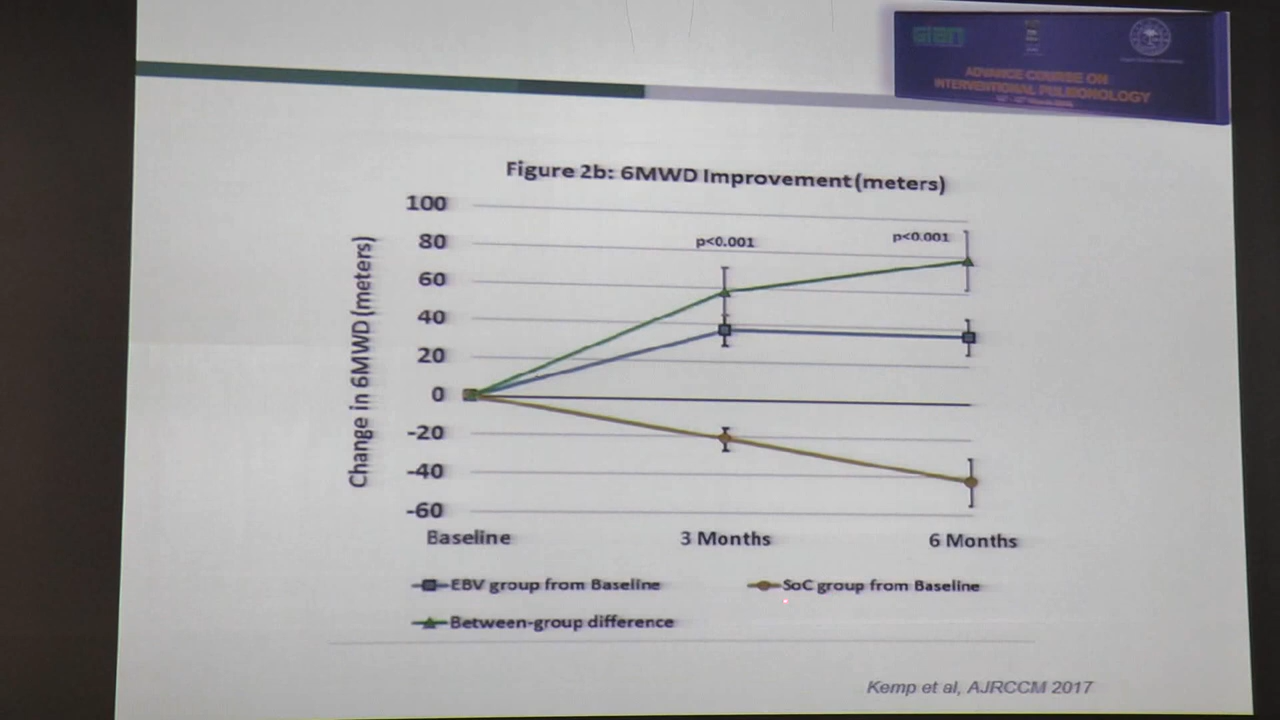 GIAN
ADVANCE COURSE ON
INTERVENTIONAL PULMONOLOGY
Figure 2b: 6MWD Improvement (meters)
Change in 6MWD (meters)
100
80
60
40
20
0
-20
-40
-60
p<0.001
p<0.001
Baseline
3 Months
6 Months
EBV group from Baseline
SoC group from Baseline
Between-group difference
Kemp et al, AJRCCM 2017